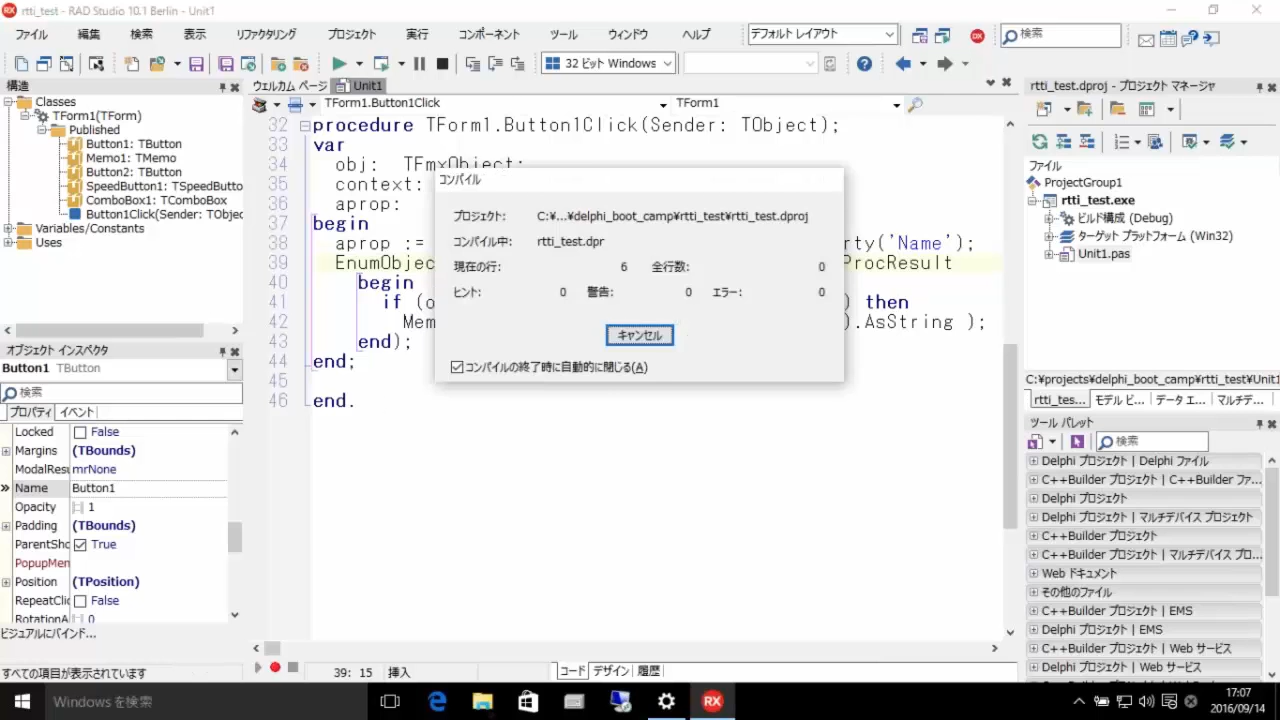 rtti_test - RAD Studio 10.1 Berlin - Unit1
ファイル 編集 検索 表示 リファクタリング プロジェクト 実行 コンポーネント ツール ウィンドウ ヘルプ デフォルト レイアウト 検索
32 ビット Windows
構造
Classes
TForm1(TForm)
Published
Button1: TButton
Memo1: TMemo
Button2: TButton
SpeedButton1: TSpeedButto
ComboBox1: TComboBox
Button1Click(Sender: TObjec
Variables/Constants
Uses
オブジェクト インスペクタ
Button1 TButton
検索
プロパティ イベント
Locked False
Margins (TBounds)
ModalResu mrNone
Name Button1
Opacity 1
Padding (TBounds)
ParentSho True
PopupMen
Position (TPosition)
RepeatClic False
RotationA 0
ビジュアルにバインド...
すべての項目が表示されています
ウェルカム ページ Unit1
TForm1.Button1Click TForm1
32 procedure TForm1.Button1Click(Sender: TObject);
33 var
34 obj: TFmxObject;
35 context:
36 aprop:
37 begin
38 aprop := rty('Name');
39 EnumObjec ProcResult
40 begin
41 if (o ) then
42 Mem ).AsString );
43 end);
44 end;
45
46 end.
コンパイル
プロジェクト: C:¥...¥delphi_boot_camp¥rtti_test¥rtti_test.dproj
コンパイル中: rtti_test.dpr
現在の行: 6 全行数: 0
ヒント: 0 警告: 0 エラー: 0
キャンセル
コンパイルの終了時に自動的に閉じる(A)
39: 15 挿入
コード デザイン 履歴
rtti_test.dproj - プロジェクト マネージャ
ファイル
ProjectGroup1
rtti_test.exe
ビルド構成 (Debug)
ターゲット プラットフォーム (Win32)
Unit1.pas
C:¥projects¥delphi_boot_camp¥rtti_test¥Unit1
rtti_tes... モデル ビ... データ エ... マルチデ...
ツール パレット
検索
Delphi プロジェクト | Delphi ファイル
C++Builder プロジェクト | C++Builder ファ...
Delphi プロジェクト
Delphi プロジェクト | マルチデバイス プロジェクト
C++Builder プロジェクト
C++Builder プロジェクト | マルチデバイス プロ...
Web ドキュメント
その他のファイル
C++Builder プロジェクト | EMS
Delphi プロジェクト | EMS
C++Builder プロジェクト | Web サービス
Delphi プロジェクト | Web サービス
Windows を検索
RX
17:07
2016/09/14